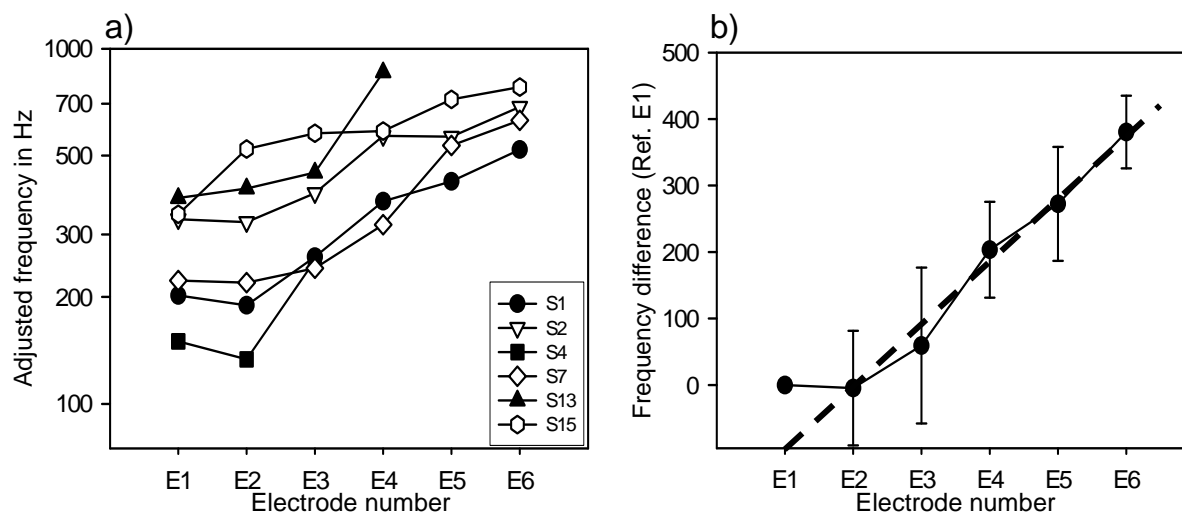 a)
Adjusted frequency in Hz
1000
700
500
300
200
100
E1 E2 E3 E4 E5 E6
Electrode number
S1
S2
S4
S7
S13
S15
b)
Frequency difference (Ref. E1)
500
400
300
200
100
0
E1 E2 E3 E4 E5 E6
Electrode number